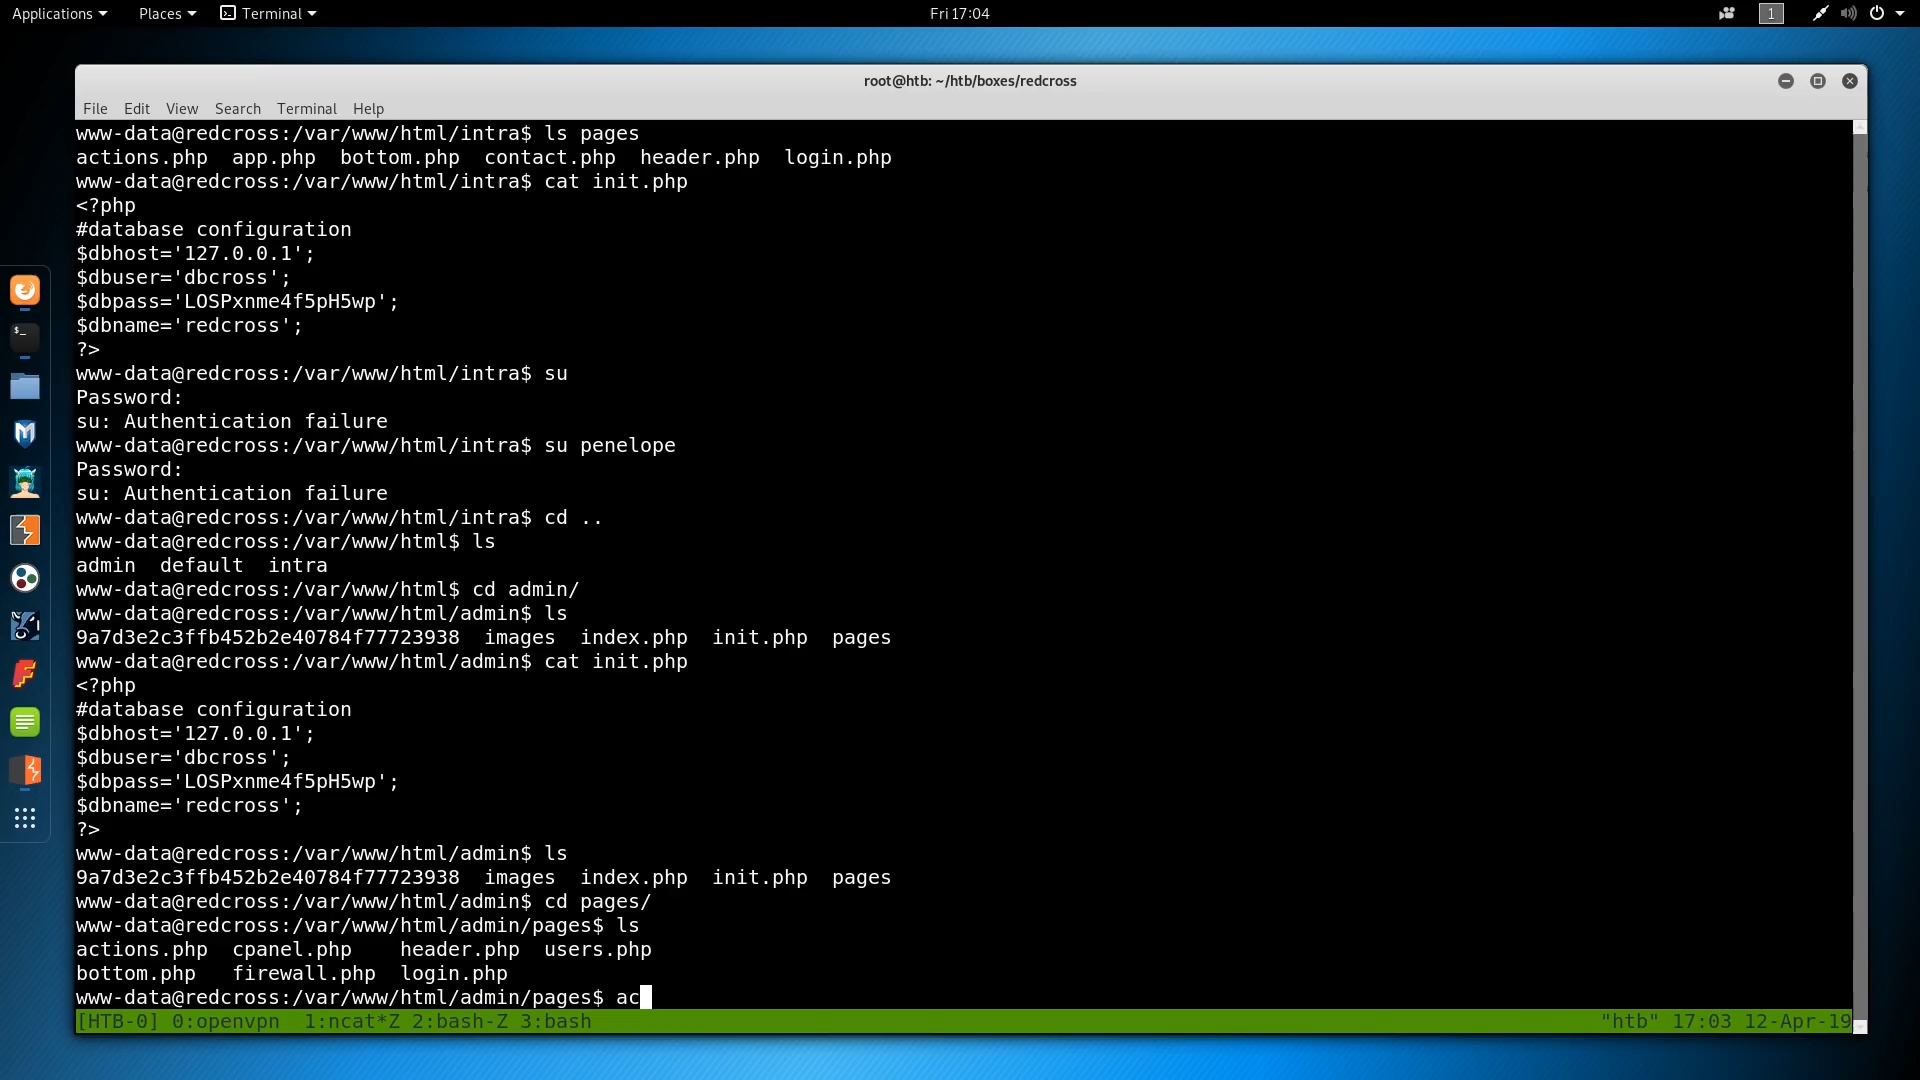 Applications Places Terminal Fri 17:04 1
root@htb: ~/htb/boxes/redcross
File Edit View Search Terminal Help
www-data@redcross:/var/www/html/intra$ ls pages
actions.php  app.php  bottom.php  contact.php  header.php  login.php
www-data@redcross:/var/www/html/intra$ cat init.php
<?php
#database configuration
$dbhost='127.0.0.1';
$dbuser='dbcross';
$dbpass='LOSPxnme4f5pH5wp';
$dbname='redcross';
?>
www-data@redcross:/var/www/html/intra$ su
Password:
su: Authentication failure
www-data@redcross:/var/www/html/intra$ su penelope
Password:
su: Authentication failure
www-data@redcross:/var/www/html/intra$ cd ..
www-data@redcross:/var/www/html$ ls
admin  default  intra
www-data@redcross:/var/www/html$ cd admin/
www-data@redcross:/var/www/html/admin$ ls
9a7d3e2c3ffb452b2e40784f77723938  images  index.php  init.php  pages
www-data@redcross:/var/www/html/admin$ cat init.php
<?php
#database configuration
$dbhost='127.0.0.1';
$dbuser='dbcross';
$dbpass='LOSPxnme4f5pH5wp';
$dbname='redcross';
?>
www-data@redcross:/var/www/html/admin$ ls
9a7d3e2c3ffb452b2e40784f77723938  images  index.php  init.php  pages
www-data@redcross:/var/www/html/admin$ cd pages/
www-data@redcross:/var/www/html/admin/pages$ ls
actions.php  cpanel.php    header.php  users.php
bottom.php   firewall.php  login.php
www-data@redcross:/var/www/html/admin/pages$ ac
[HTB-0] 0:openvpn  1:ncat*Z 2:bash-Z 3:bash "htb" 17:03 12-Apr-19